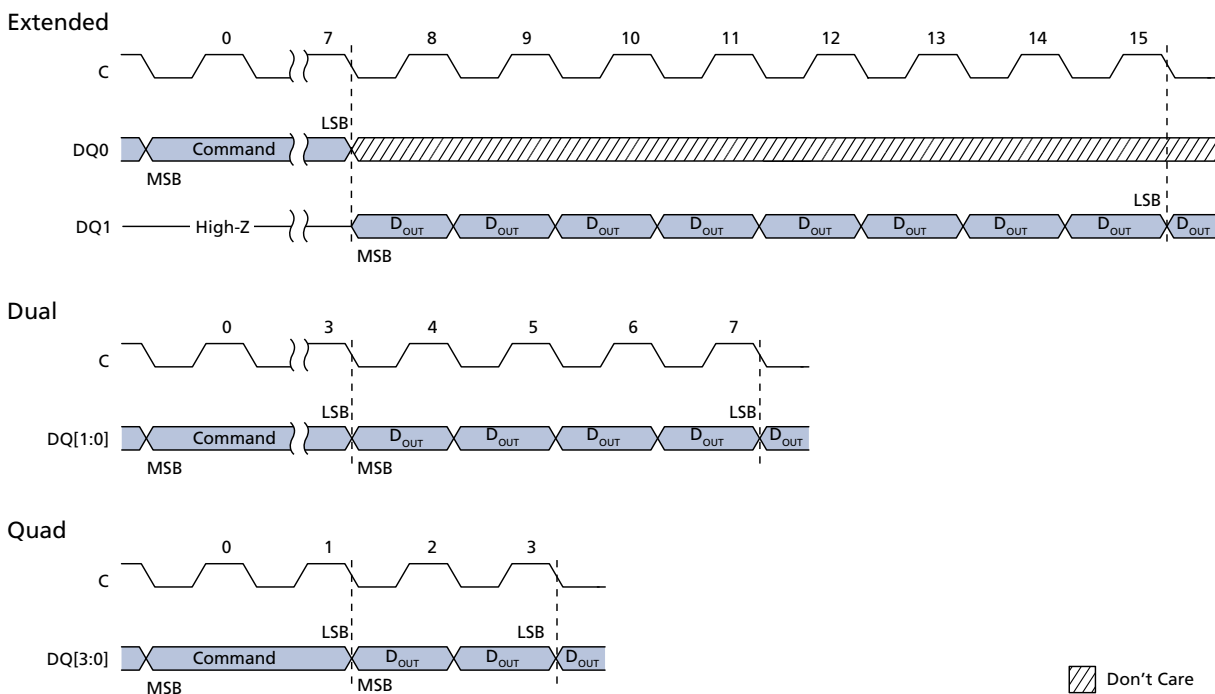 Extended
0 7 8 9 10 11 12 13 14 15
C
LSB
DQ0 Command
MSB
LSB
DQ1 High-Z DOUT DOUT DOUT DOUT DOUT DOUT DOUT DOUT DOUT
MSB
Dual
0 3 4 5 6 7
C
LSB LSB
DQ[1:0] Command DOUT DOUT DOUT DOUT DOUT
MSB MSB
Quad
0 1 2 3
C
LSB LSB
DQ[3:0] Command DOUT DOUT DOUT
MSB MSB
Don’t Care